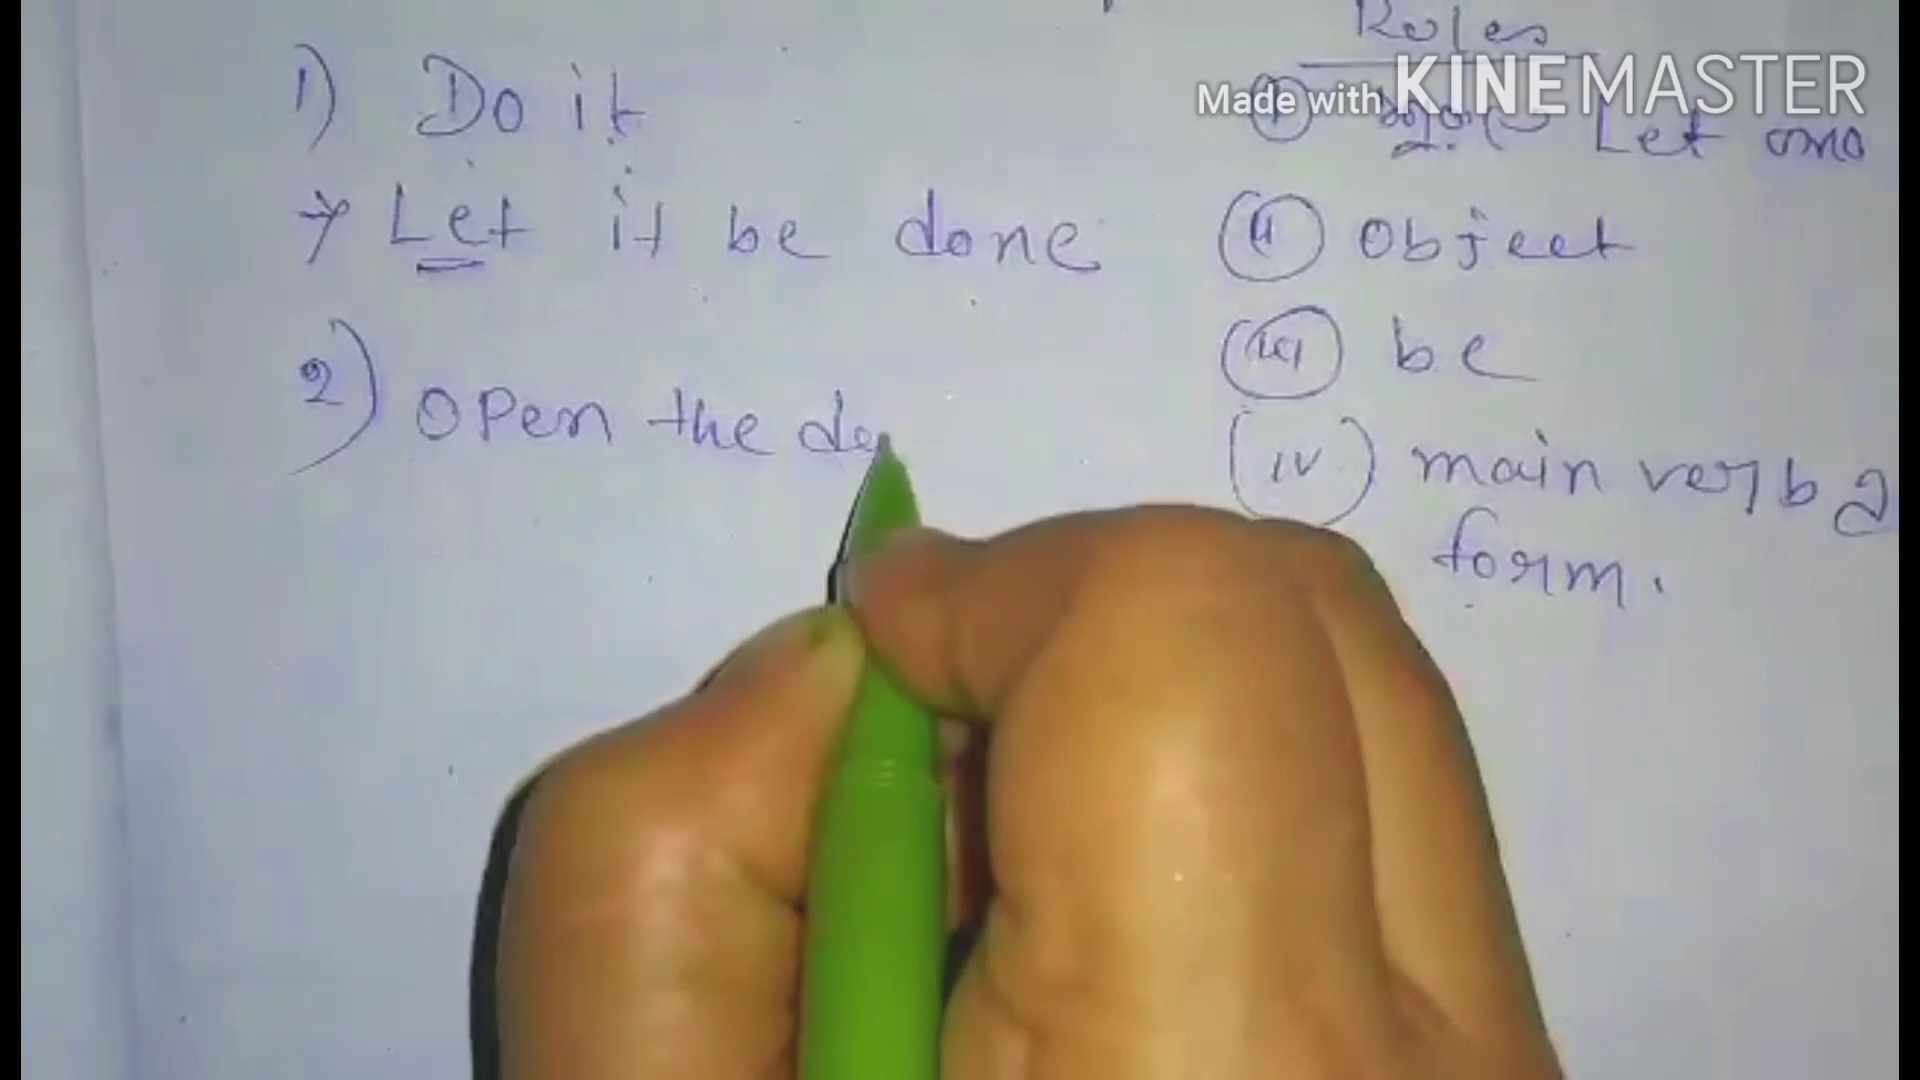 Rules
Made with KINEMASTER
1) Do it
Let
→ Let it be done
(ii) object
(iii) be
2) open the do
(iv) main verb
form.